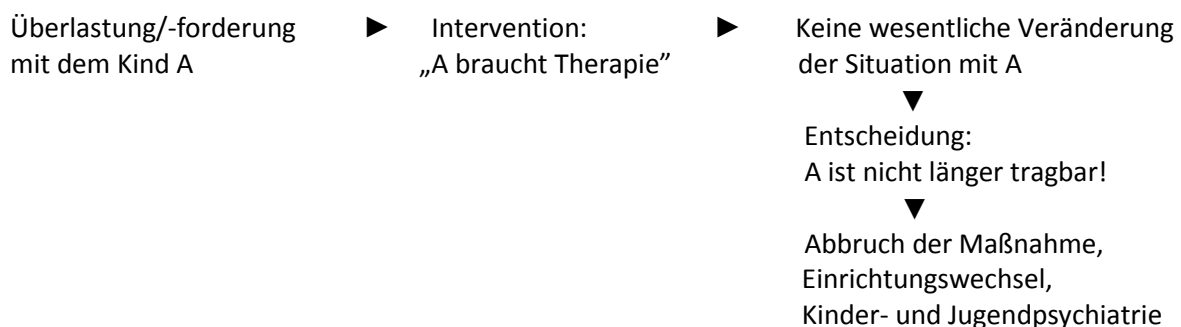 Überlastung/-forderung ► Intervention: ► Keine wesentliche Veränderung
mit dem Kind A „A braucht Therapie” der Situation mit A
▼
Entscheidung:
A ist nicht länger tragbar!
▼
Abbruch der Maßnahme,
Einrichtungswechsel,
Kinder- und Jugendpsychiatrie